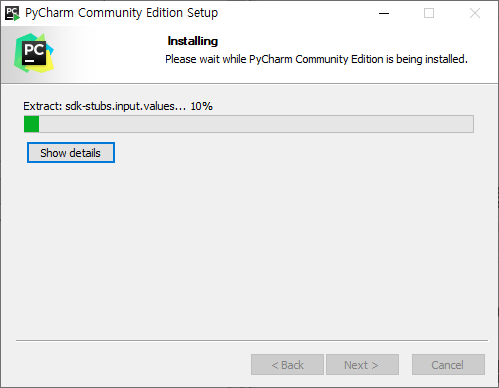 PC PyCharm Community Edition Setup
PC
Installing
Please wait while PyCharm Community Edition is being installed.
Extract: sdk-stubs.input.values... 10%
Show details
< Back
Next >
Cancel